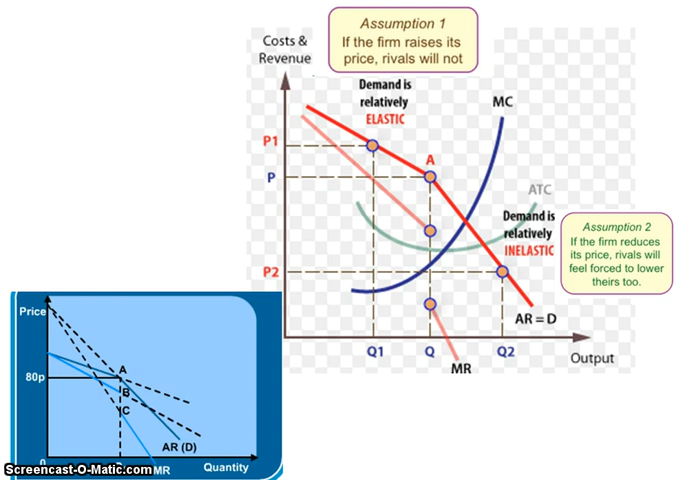 Assumption 1
If the firm raises its
price, rivals will not
Costs &
Revenue
Demand is
relatively
ELASTIC
MC
P1
A
P
ATC
Demand is
relatively
INELASTIC
Assumption 2
If the firm reduces
its price, rivals will
feel forced to lower
theirs too.
P2
AR = D
Q1
Q
Q2
Output
MR
Price
80p
A
B
C
AR (D)
0
MR
Quantity
Screencast-O-Matic.com